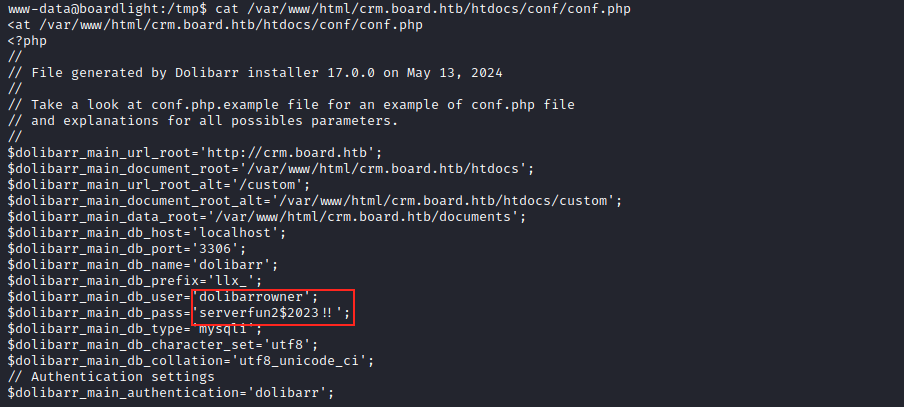 www-data@boardlight:/tmp$ cat /var/www/html/crm.board.htb/htdocs/conf/conf.php
<at /var/www/html/crm.board.htb/htdocs/conf/conf.php
<?php
//
// File generated by Dolibarr installer 17.0.0 on May 13, 2024
//
// Take a look at conf.php.example file for an example of conf.php file
// and explanations for all possibles parameters.
//
$dolibarr_main_url_root='http://crm.board.htb';
$dolibarr_main_document_root='/var/www/html/crm.board.htb/htdocs';
$dolibarr_main_url_root_alt='/custom';
$dolibarr_main_document_root_alt='/var/www/html/crm.board.htb/htdocs/custom';
$dolibarr_main_data_root='/var/www/html/crm.board.htb/documents';
$dolibarr_main_db_host='localhost';
$dolibarr_main_db_port='3306';
$dolibarr_main_db_name='dolibarr';
$dolibarr_main_db_prefix='llx_';
$dolibarr_main_db_user='dolibarrowner';
$dolibarr_main_db_pass='serverfun2$2023!!';
$dolibarr_main_db_type='mysqli';
$dolibarr_main_db_character_set='utf8';
$dolibarr_main_db_collation='utf8_unicode_ci';
// Authentication settings
$dolibarr_main_authentication='dolibarr';